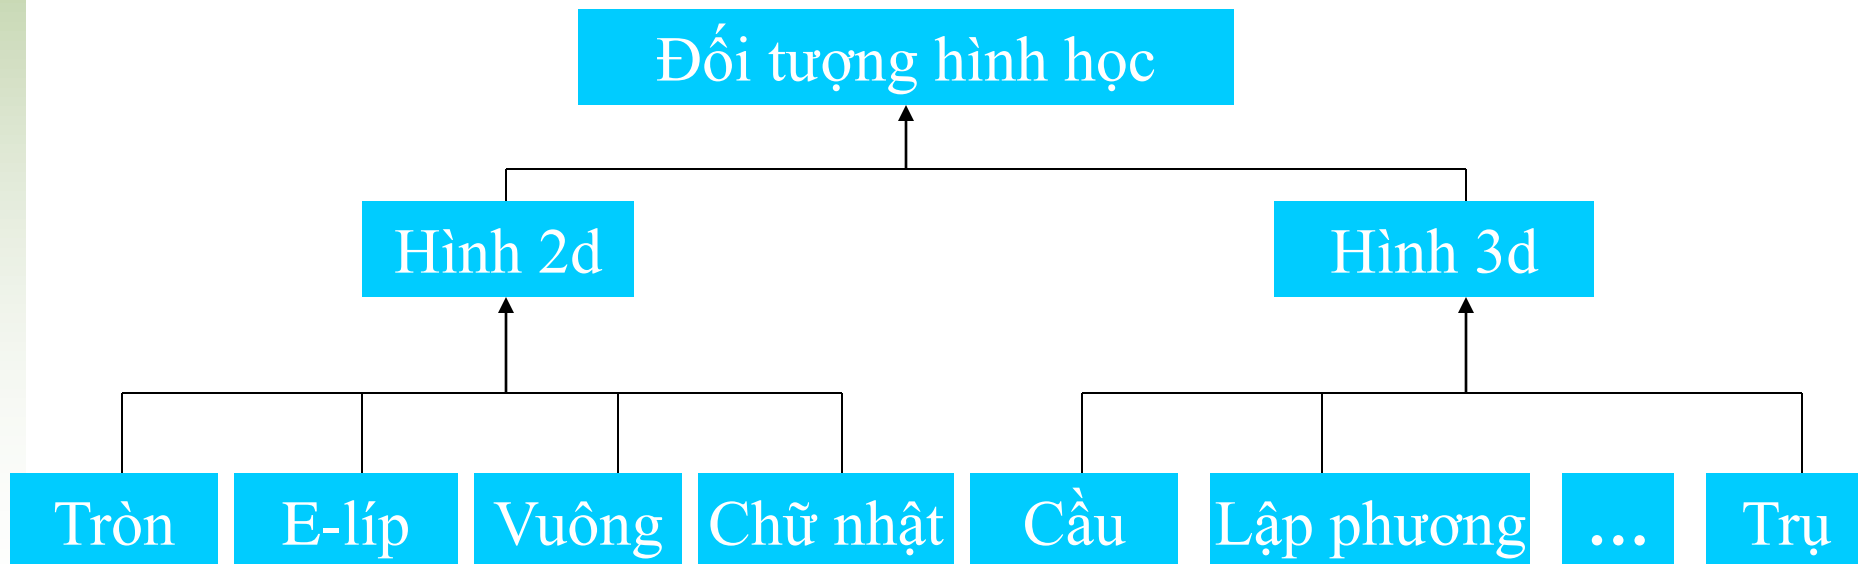 Đối tượng hình học
Hình 2d
Hình 3d
Tròn
E-líp
Vuông
Chữ nhật
Cầu
Lập phương
...
Trụ